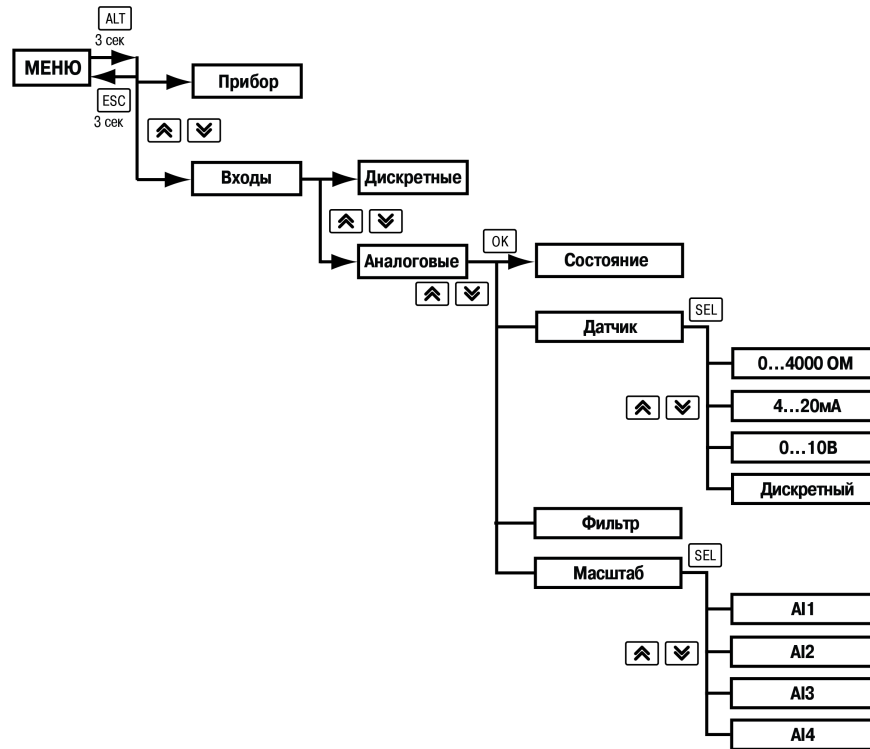 ALT
3 сек
МЕНЮ
Прибор
ESC
3 сек
Входы
Дискретные
Аналоговые
OK
Состояние
Датчик
SEL
0...4000 ОМ
4...20мА
0...10В
Дискретный
Фильтр
Масштаб
SEL
AI1
AI2
AI3
AI4